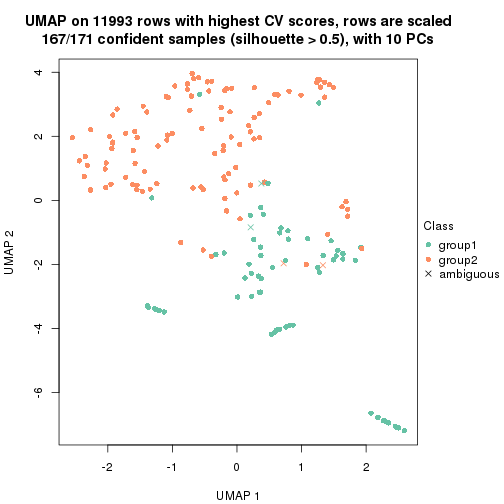 UMAP on 11993 rows with highest CV scores, rows are scaled
167/171 confident samples (silhouette > 0.5), with 10 PCs
4
2
0
-2
-4
-6
UMAP 2
-2
-1
0
1
2
UMAP 1
Class
group1
group2
ambiguous